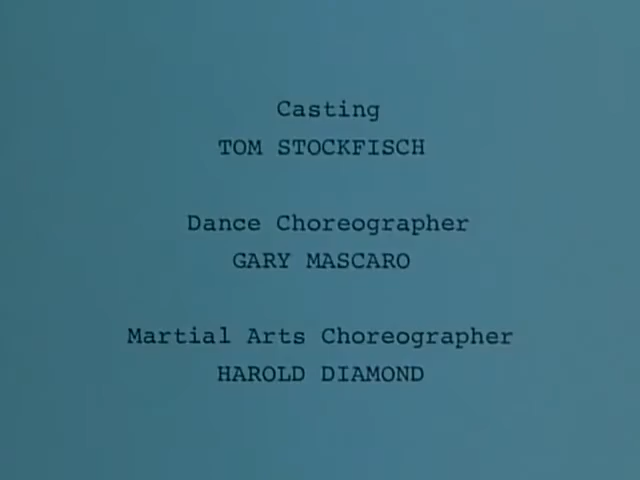 Casting
TOM STOCKFISCH
Dance Choreographer
GARY MASCARO
Martial Arts Choreographer
HAROLD DIAMOND